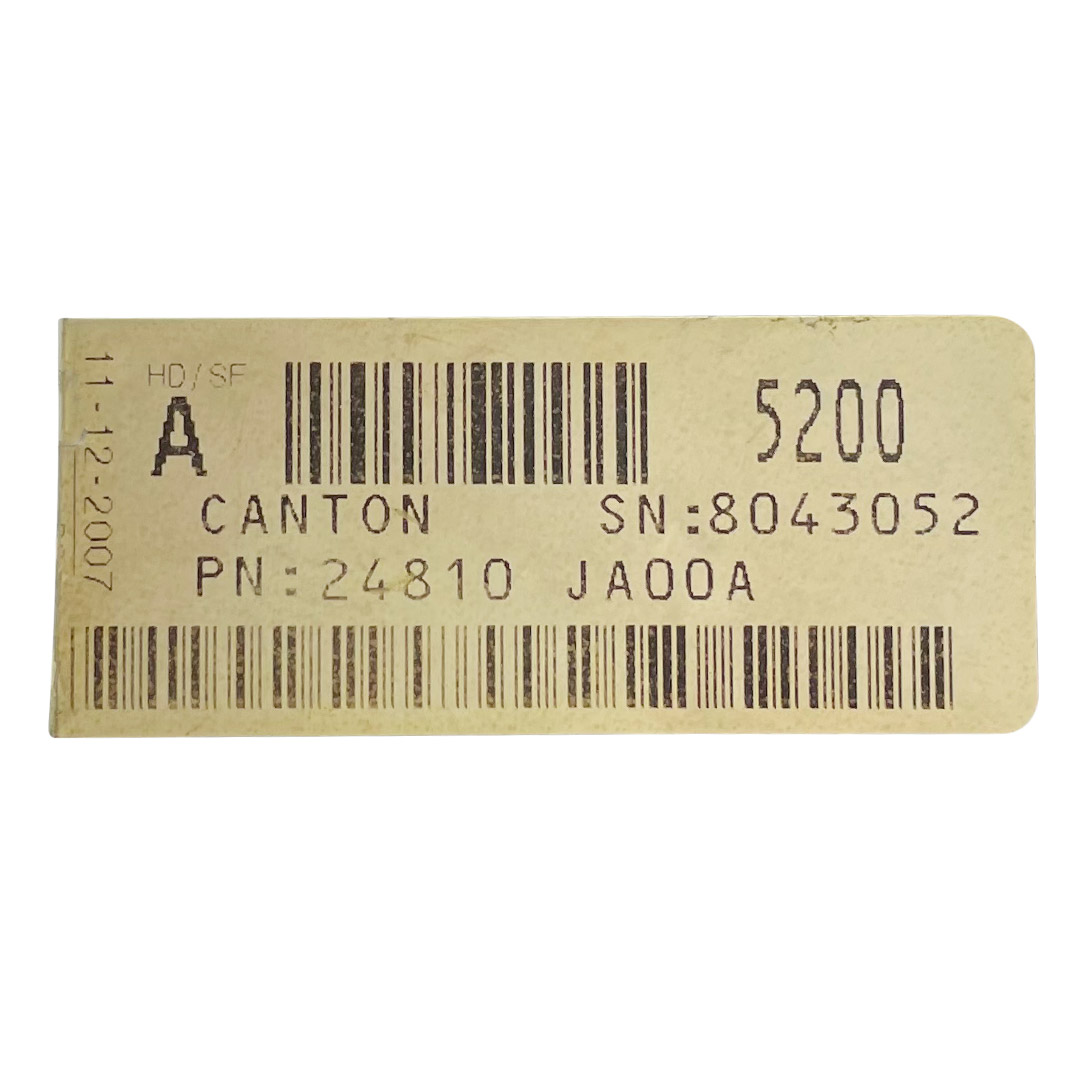 11-12-2007
HD/SF
A
5200
CANTON SN:8043052
PN:24810 JA00A